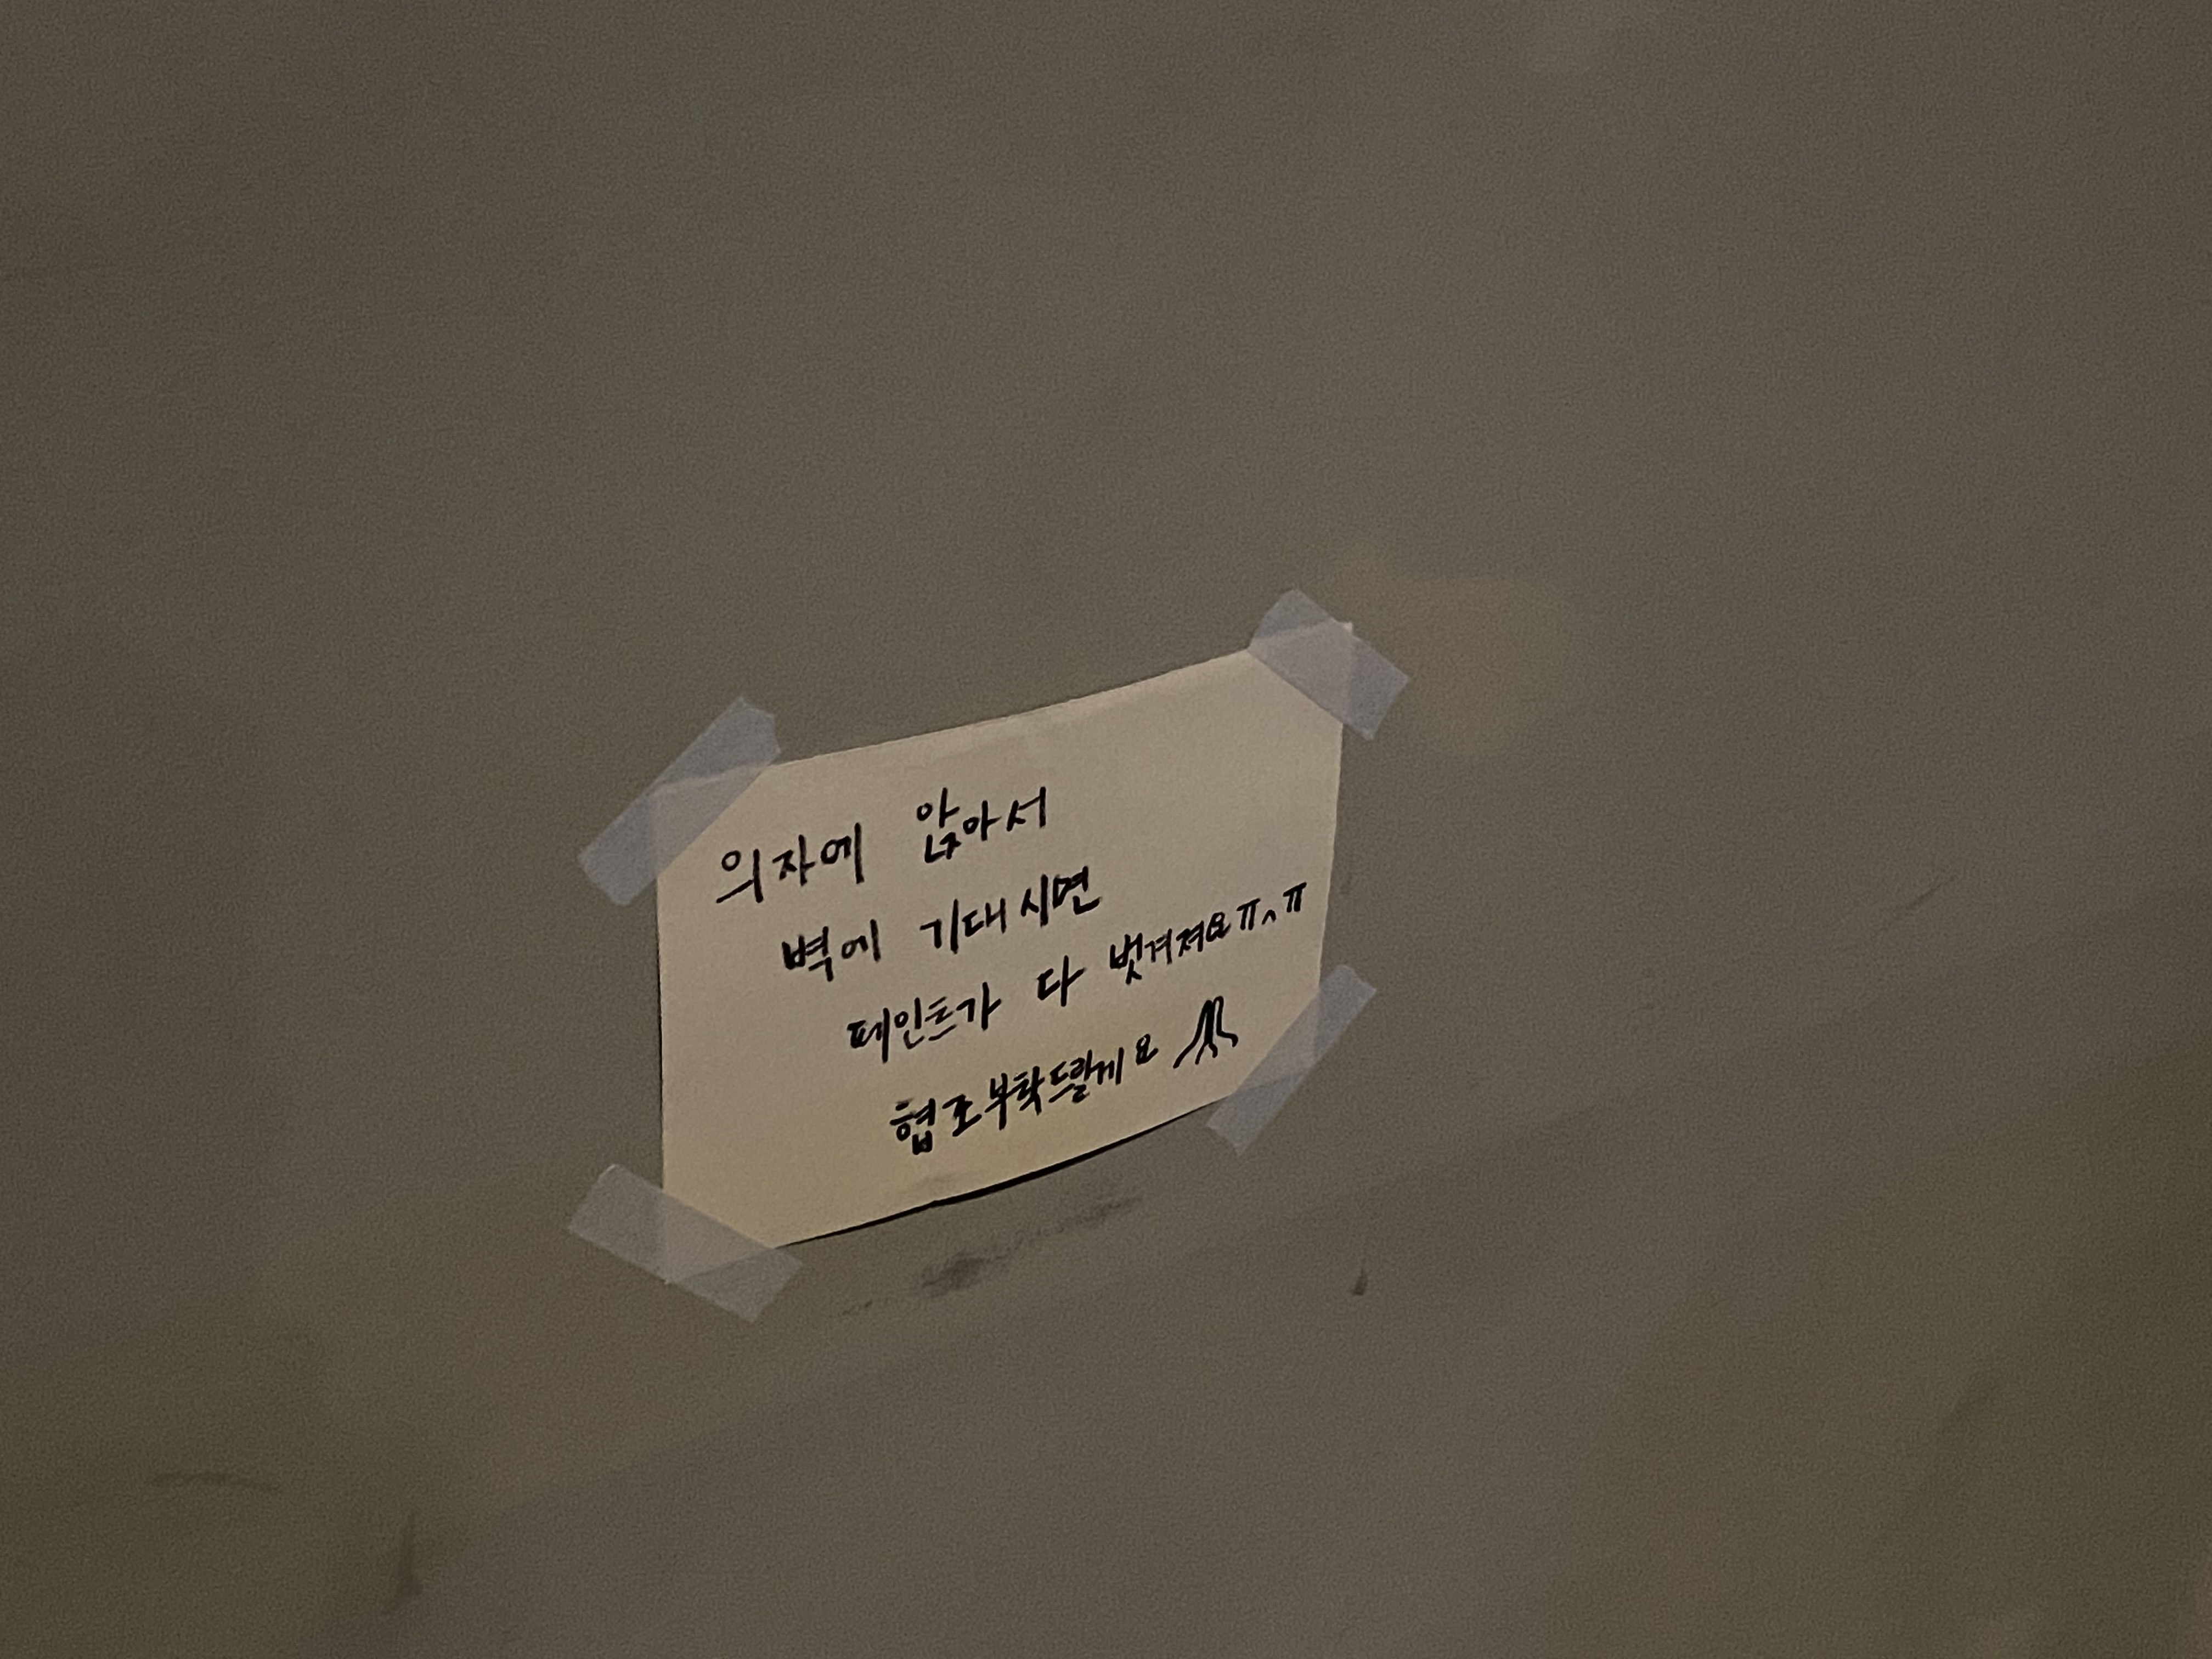 의자에 앉아서
벽에 기대시면
페인트가 다 벗겨져요ㅠ^ㅠ
협조부탁드릴게요